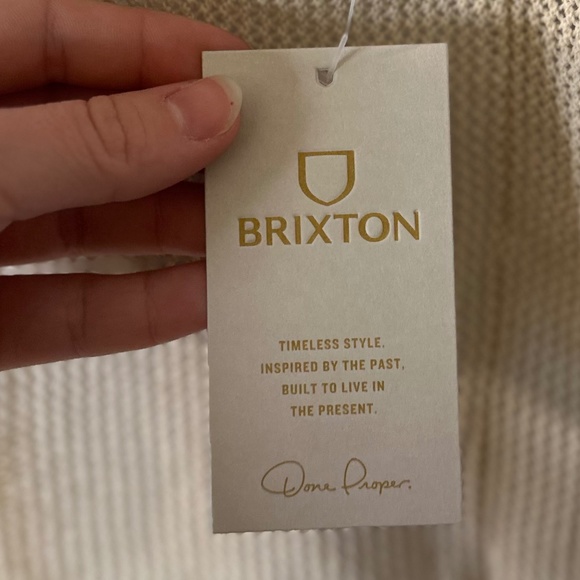 BRIXTON
TIMELESS STYLE.
INSPIRED BY THE PAST,
BUILT TO LIVE IN
THE PRESENT.
Done Proper.